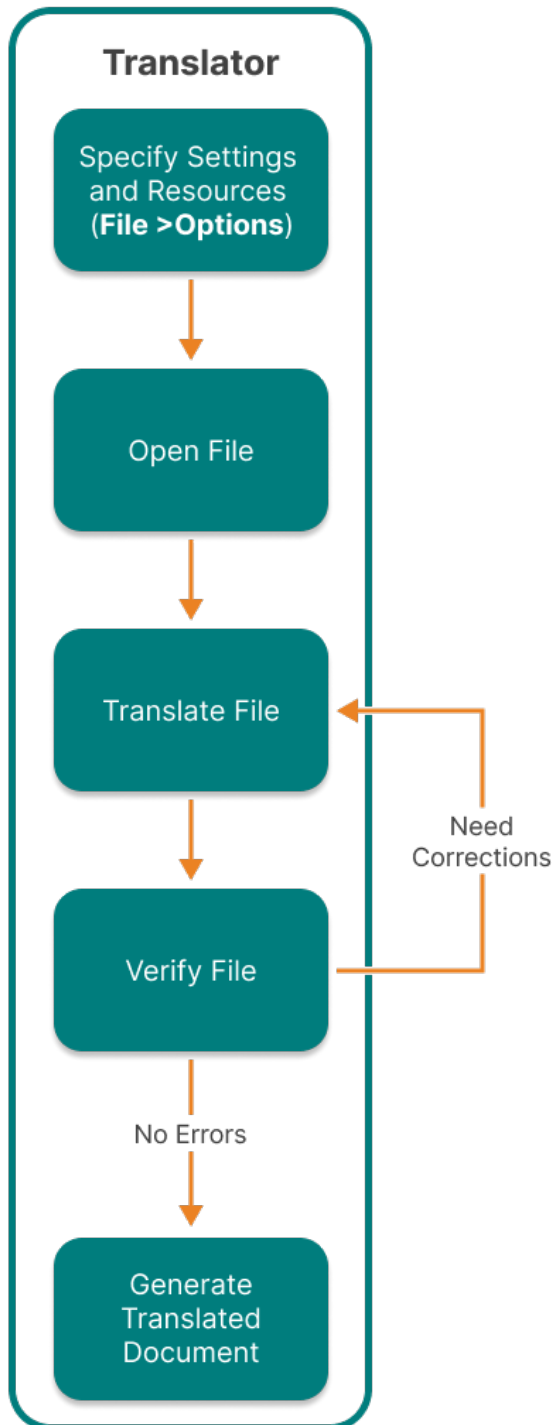 Translator
Specify Settings
and Resources
(File >Options)
Open File
Translate File
Need
Corrections
Verify File
No Errors
Generate
Translated
Document